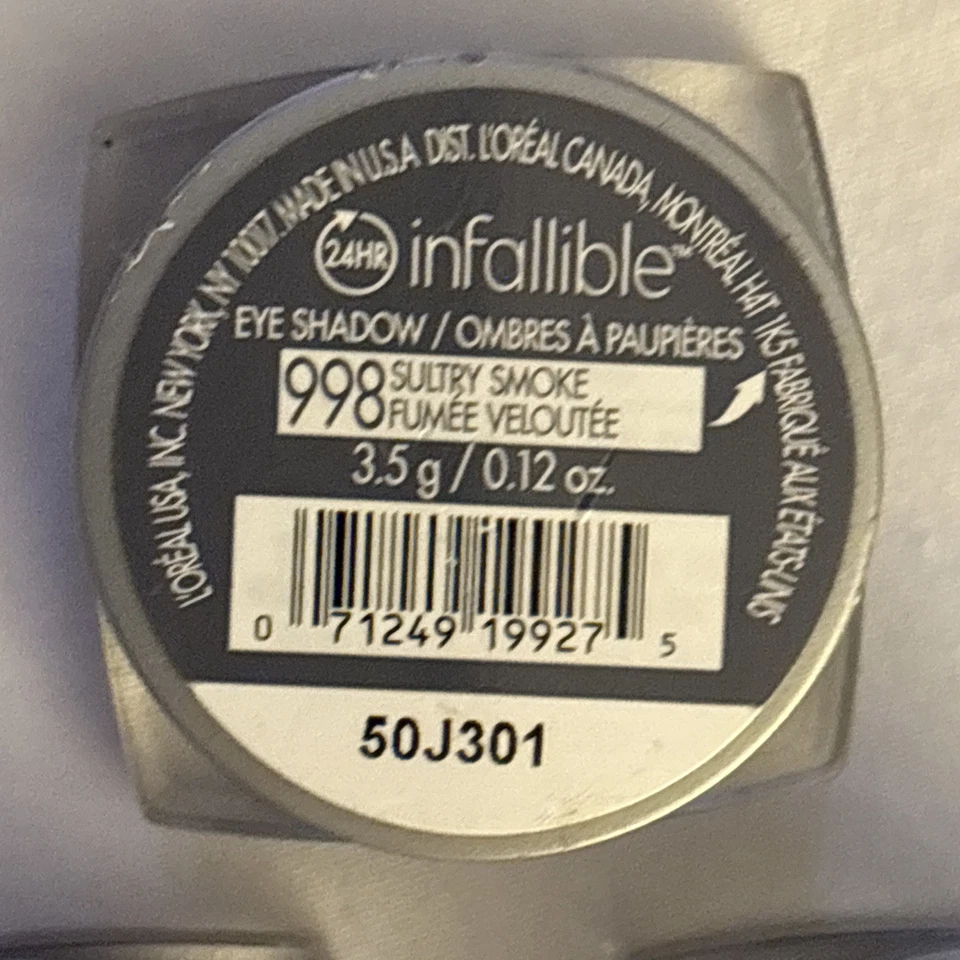 L'ORÉAL USA, INC. NEW YORK, NY 10017. MADE IN U.S.A DIST. L'ORÉAL CANADA, MONTRÉAL H4T 1K5 FABRIQUÉ AUX ÉTATS-UNIS
24HR infallible™
EYE SHADOW / OMBRES À PAUPIÈRES
998 SULTRY SMOKE
FUMÉE VELOUTÉE
3.5 g / 0.12 oz.
0 71249 19927 5
50J301